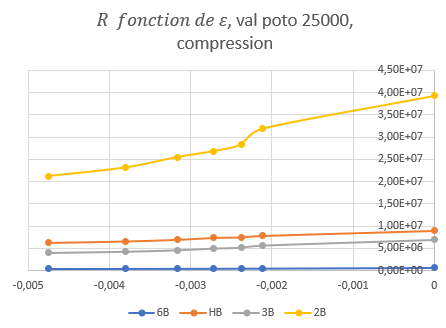 R fonction de ε, val poto 25000,
compression
4,50E+07
4,00E+07
3,50E+07
3,00E+07
2,50E+07
2,00E+07
1,50E+07
1,00E+07
5,00E+06
0,00E+00
-0,005 -0,004 -0,003 -0,002 -0,001 0
6B HB 3B 2B